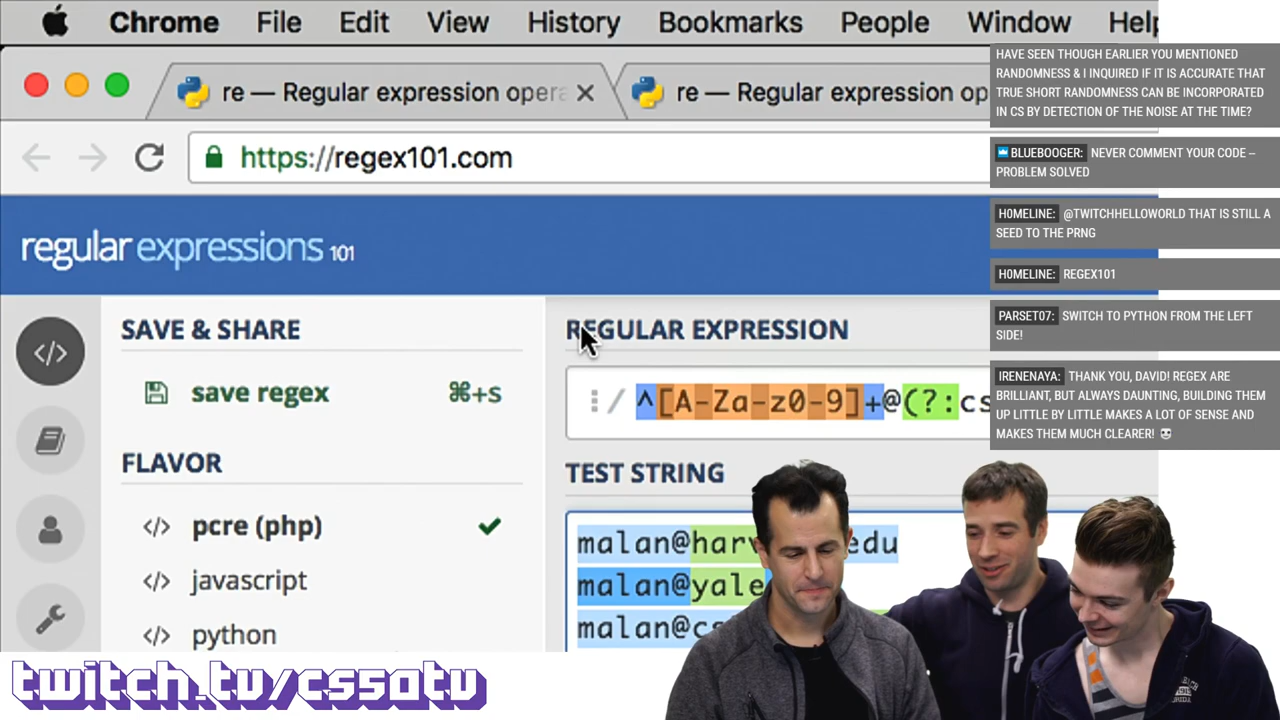 Chrome File Edit View History Bookmarks People Window Help
re — Regular expression opera
re — Regular expression op
https://regex101.com
regular expressions 101
SAVE & SHARE
save regex ⌘+S
FLAVOR
pcre (php)
javascript
python
REGULAR EXPRESSION
/ ^[A-Za-z0-9]+@(?:cs
TEST STRING
malan@harv edu
malan@yale
malan@cs
HAVE SEEN THOUGH EARLIER YOU MENTIONED
RANDOMNESS & I INQUIRED IF IT IS ACCURATE THAT
TRUE SHORT RANDOMNESS CAN BE INCORPORATED
IN CS BY DETECTION OF THE NOISE AT THE TIME?
BLUEBOOGER: NEVER COMMENT YOUR CODE –
PROBLEM SOLVED
H0MELINE: @TWITCHHELLOWORLD THAT IS STILL A
SEED TO THE PRNG
H0MELINE: REGEX101
PARSET07: SWITCH TO PYTHON FROM THE LEFT
SIDE!
IRENENAYA: THANK YOU, DAVID! REGEX ARE
BRILLIANT, BUT ALWAYS DAUNTING, BUILDING THEM
UP LITTLE BY LITTLE MAKES A LOT OF SENSE AND
MAKES THEM MUCH CLEARER!
twitch.tv/cs50tv